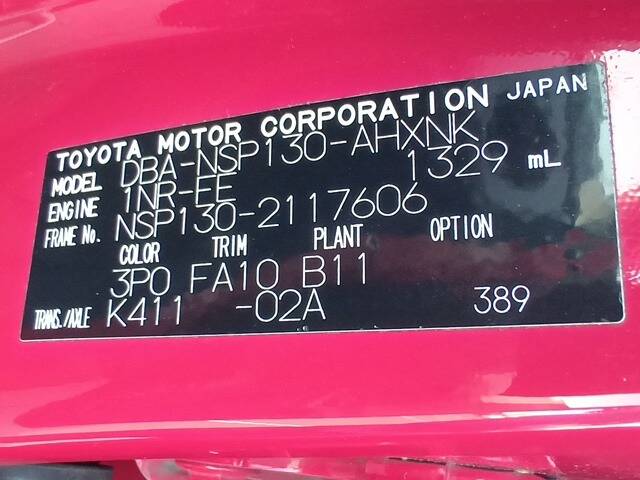 TOYOTA MOTOR CORPORATION JAPAN
MODEL DBA-NSP130-AHXNK
ENGINE 1NR-FE 1329 mL
FRAME No. NSP130-2117606
COLOR TRIM PLANT OPTION
3P0 FA10 B11
TRANS./AXLE K411 -02A 389